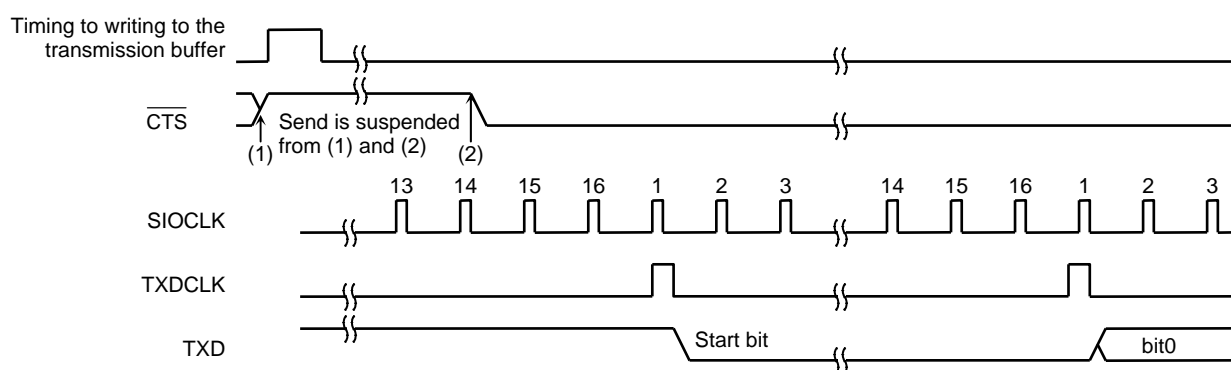 Timing to writing to the
transmission buffer
CTS
Send is suspended
from (1) and (2)
(1)
(2)
13 14 15 16 1 2 3 14 15 16 1 2 3
SIOCLK
TXDCLK
TXD
Start bit
bit0